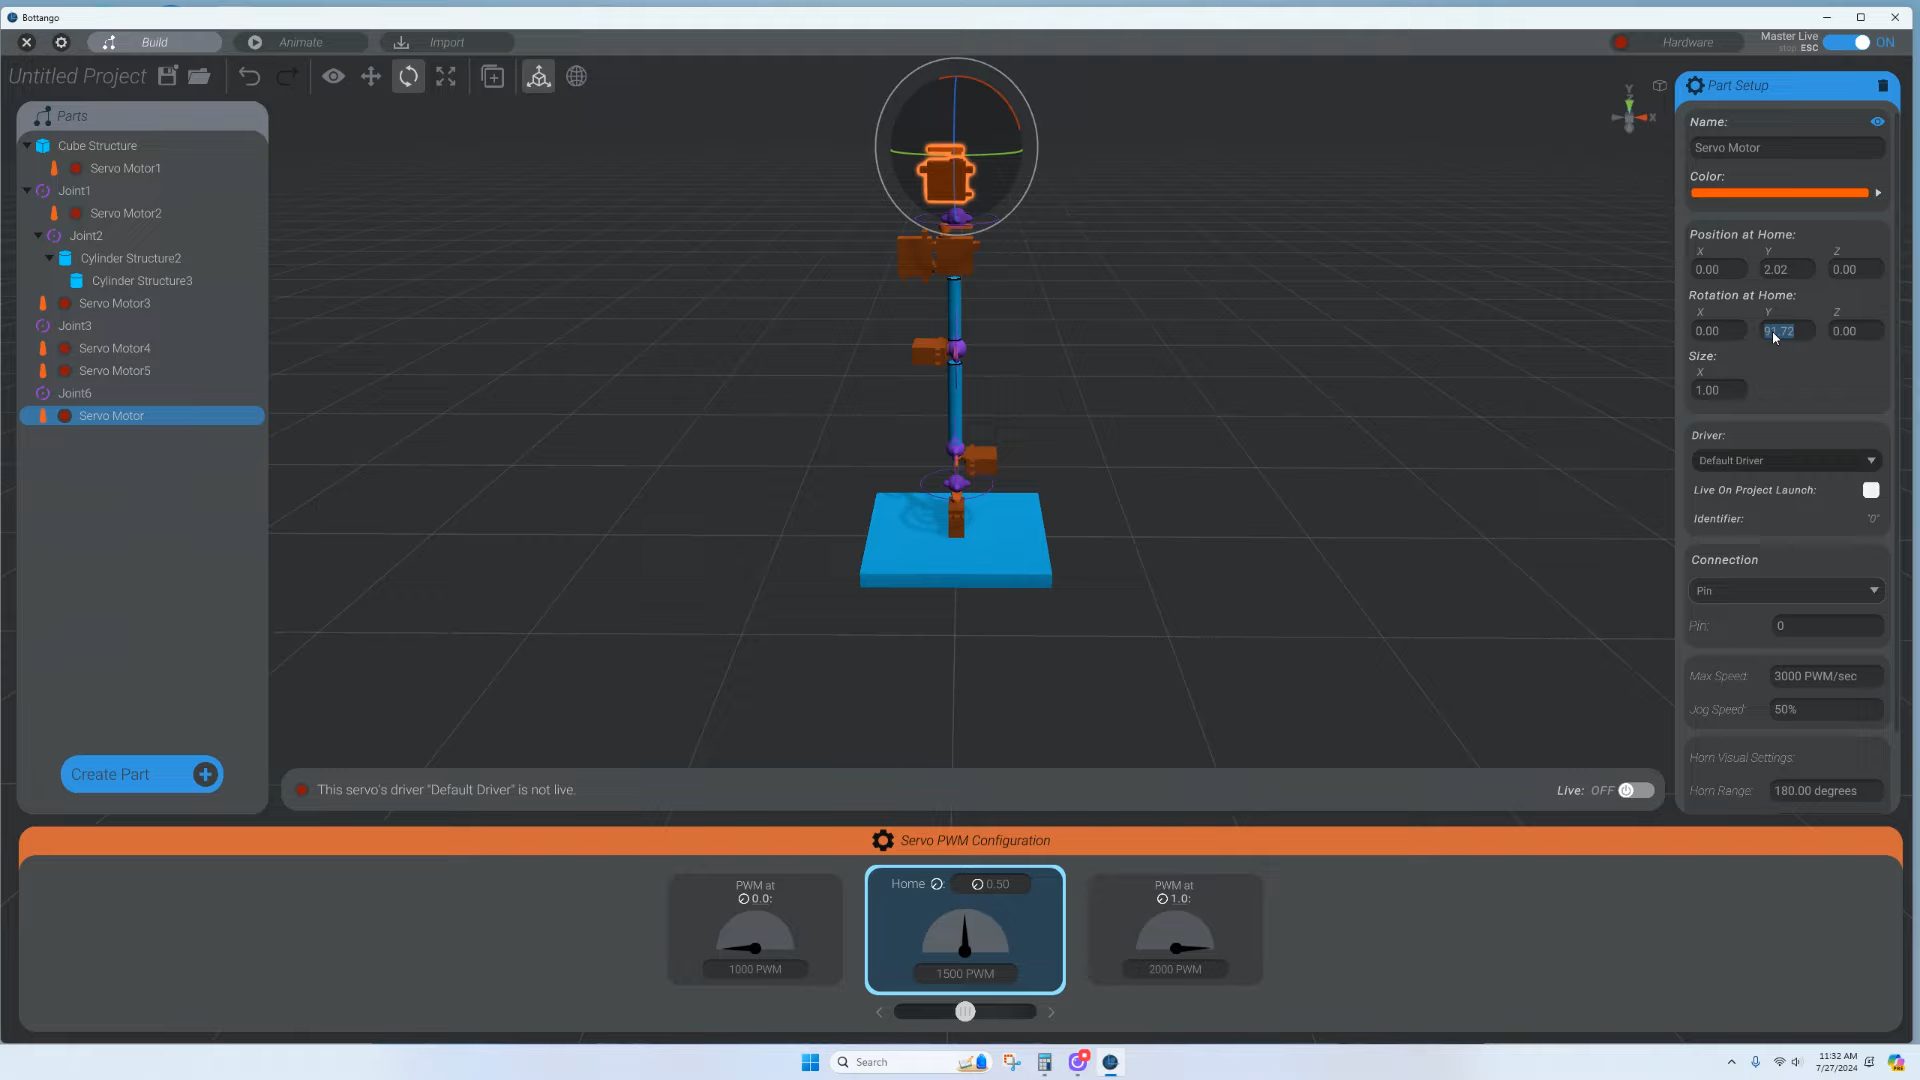 Bottango
Build
Animate
Import
Hardware
Master Live
stop ESC
ON
Untitled Project
Parts
Cube Structure
Servo Motor1
Joint1
Servo Motor2
Joint2
Cylinder Structure2
Cylinder Structure3
Servo Motor3
Joint3
Servo Motor4
Servo Motor5
Joint6
Servo Motor
Create Part
Y
Z
X
Part Setup
Name:
Servo Motor
Color:
Position at Home:
X Y Z
0.00 2.02 0.00
Rotation at Home:
X Y Z
0.00 91.72 0.00
Size:
X
1.00
Driver:
Default Driver
Live On Project Launch:
Identifier: "0"
Connection
Pin
Pin: 0
Max Speed: 3000 PWM/sec
Jog Speed: 50%
Horn Visual Settings:
Horn Range: 180.00 degrees
This servo's driver "Default Driver" is not live.
Live: OFF
Servo PWM Configuration
PWM at
0.0:
1000 PWM
Home : 0.50
1500 PWM
PWM at
1.0:
2000 PWM
Search
11:32 AM
7/27/2024